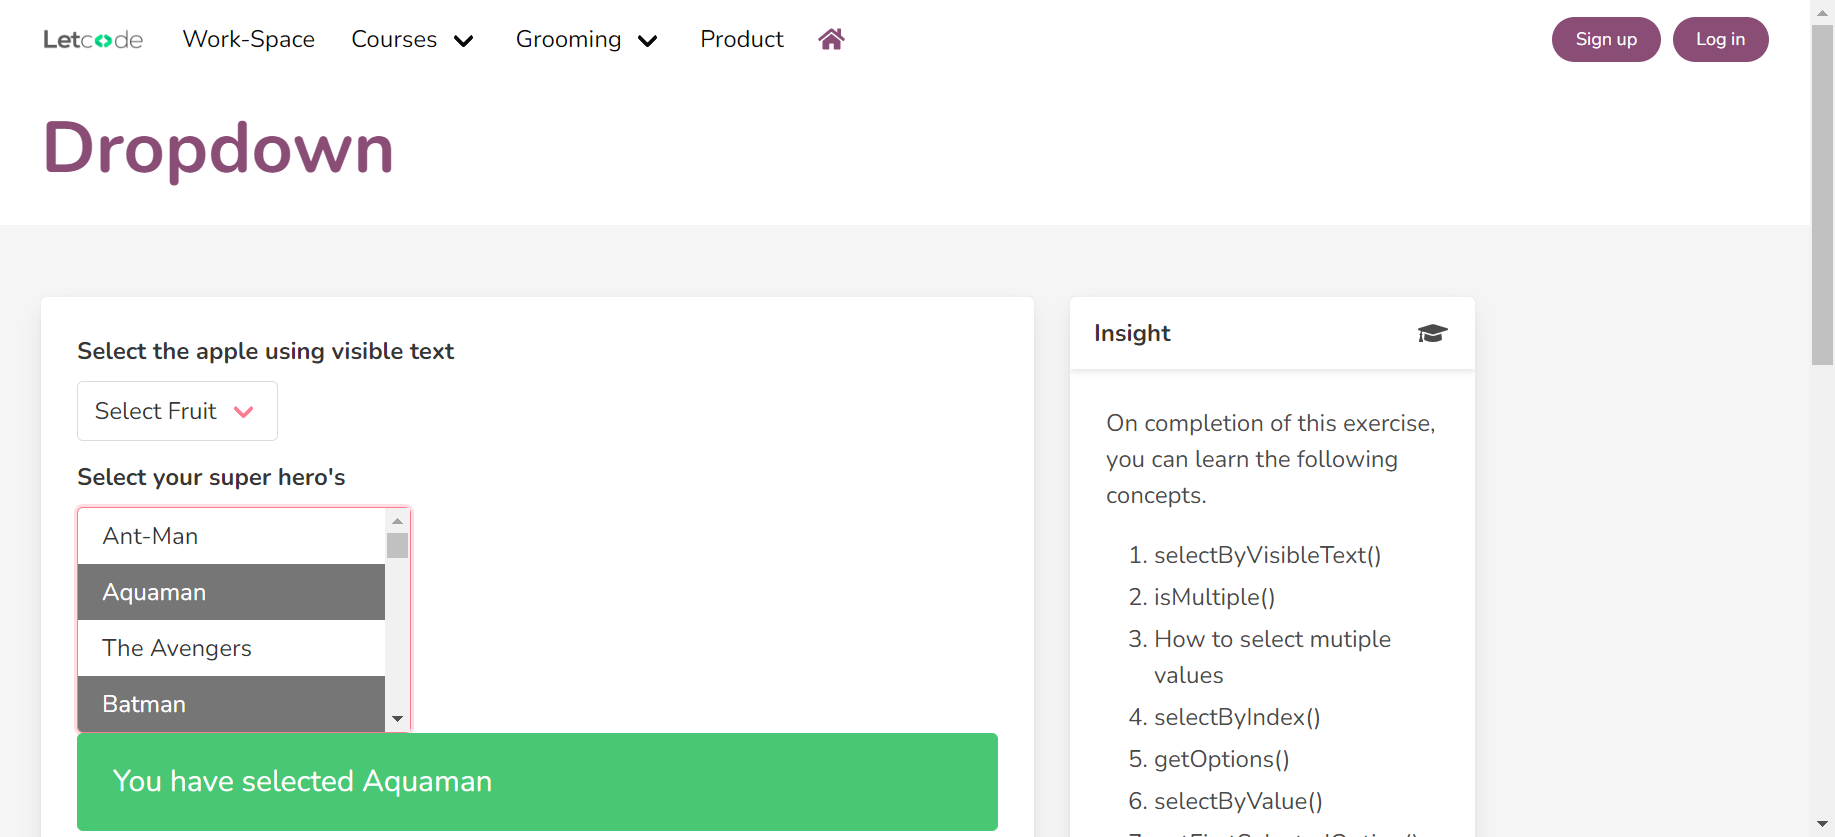 Letcode Work-Space Courses Grooming Product Sign up Log in
Dropdown
Select the apple using visible text
Select Fruit
Select your super hero's
Ant-Man
Aquaman
The Avengers
Batman
You have selected Aquaman
Insight
On completion of this exercise,
you can learn the following
concepts.
1. selectByVisibleText()
2. isMultiple()
3. How to select mutiple
values
4. selectByIndex()
5. getOptions()
6. selectByValue()